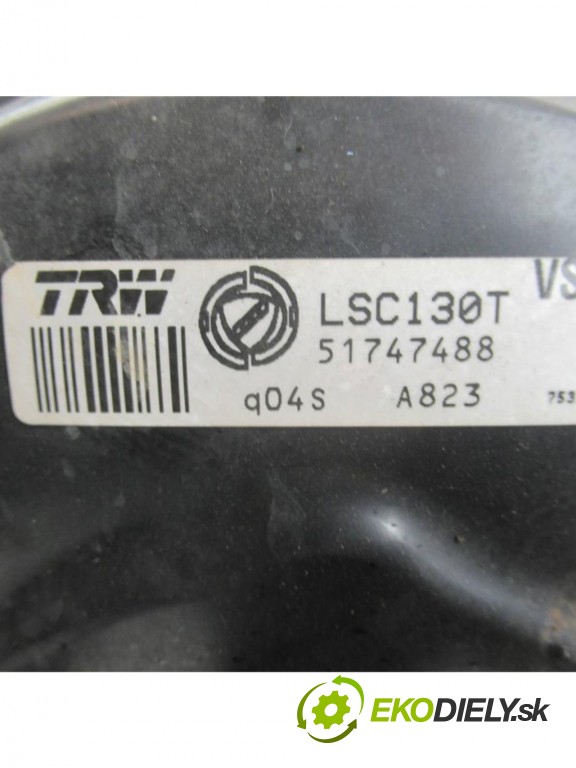 TRW LSC130T VS
51747488
q04S A823 753
EKODIELY.sk